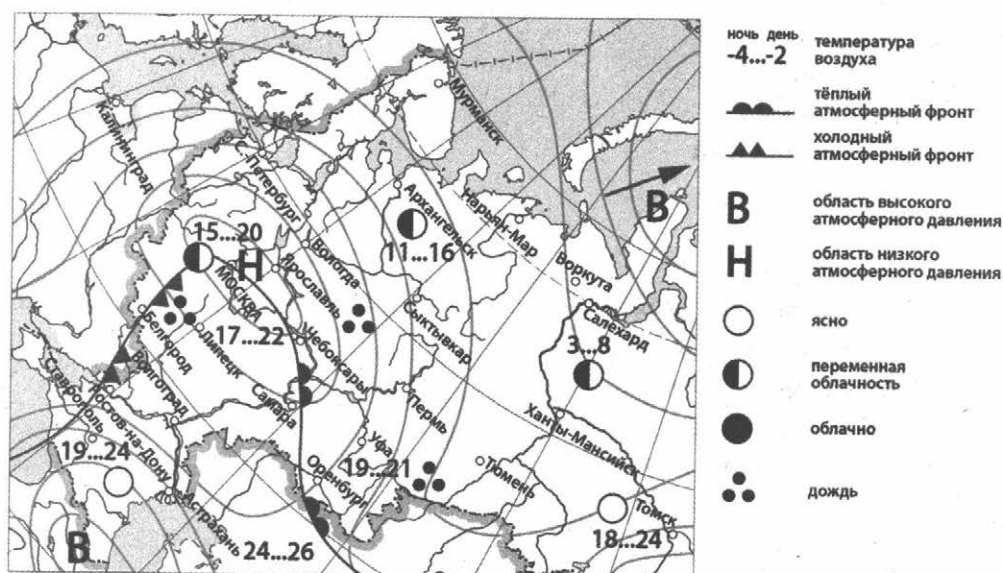 Калининград
С.-Петербург
Мурманск
Архангельск
Нарьян-Мар
Воркута
Салехард
В
15...20
Н
11...16
Вологда
Ярославль
МОСКВА
17...22
Чебоксары
Сыктывкар
3...8
Белгород
Липецк
Волгоград
Самара
Пермь
Ханты-Мансийск
Ставрополь
Ростов-на-Дону
19...24
Уфа
19...21
Оренбург
Тюмень
Томск
18...24
Астрахань
24...26
В
ночь день
-4...-2
температура
воздуха
тёплый
атмосферный фронт
холодный
атмосферный фронт
В
область высокого
атмосферного давления
Н
область низкого
атмосферного давления
ясно
переменная
облачность
облачно
дождь